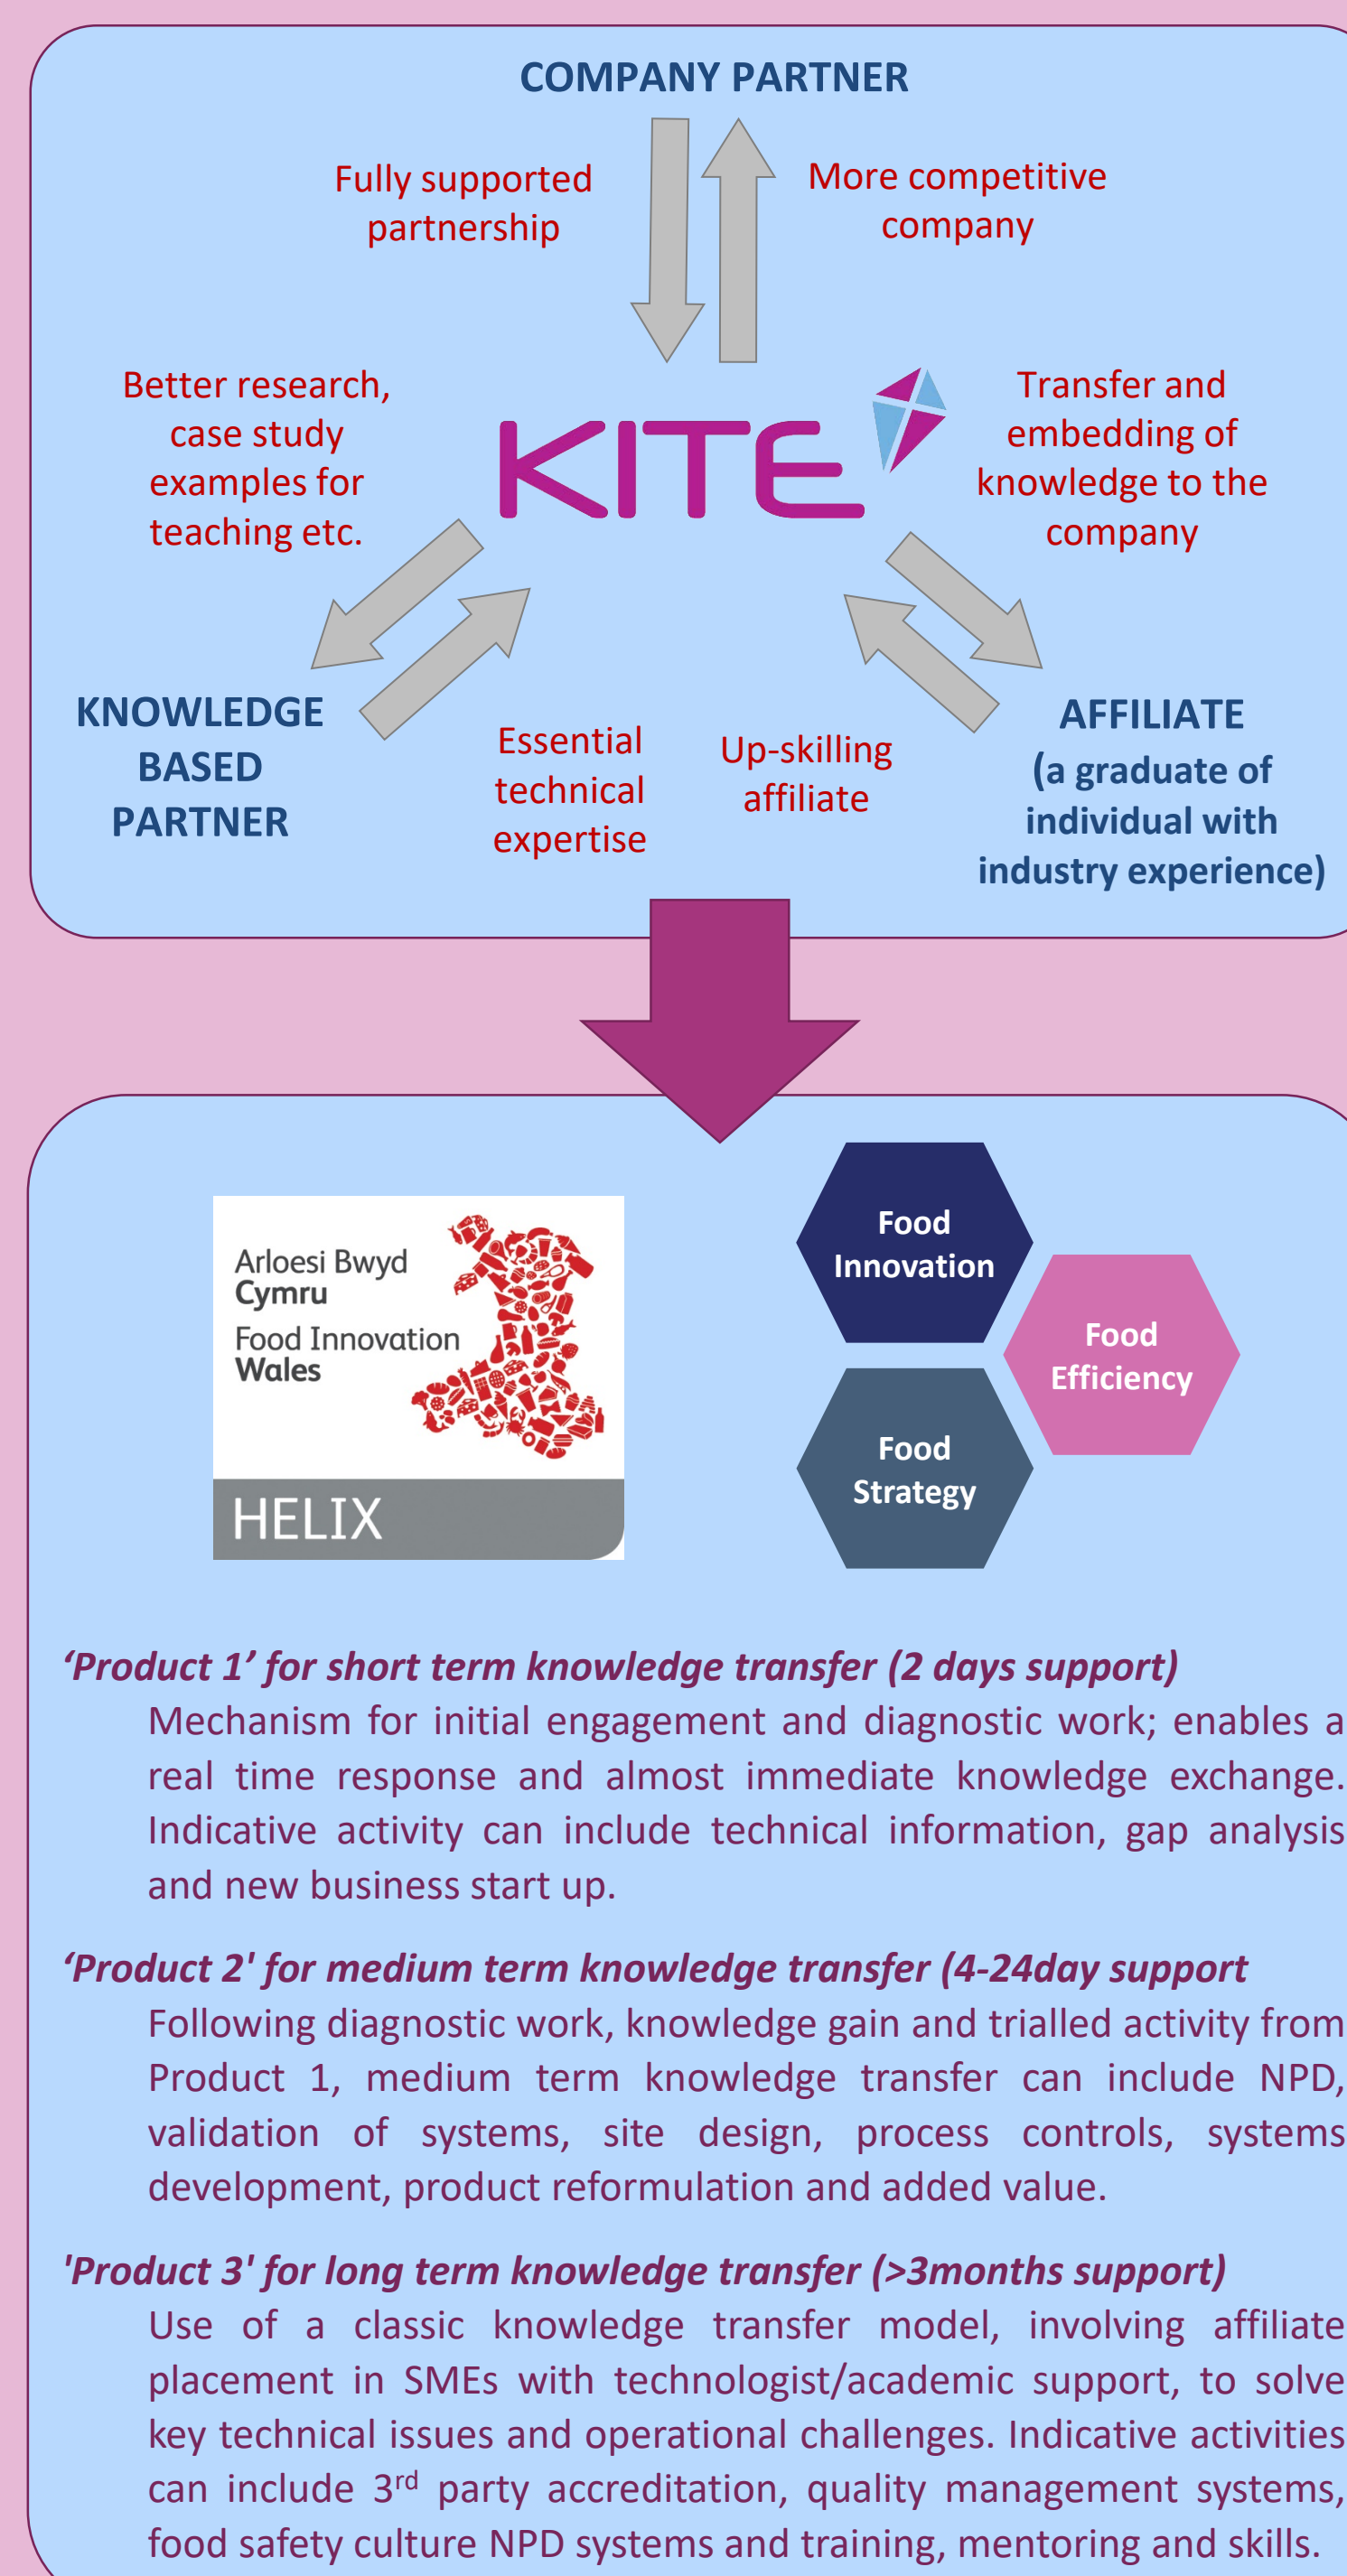 COMPANY PARTNER
Fully supported
partnership
More competitive
company
Better research,
case study
examples for
teaching etc.
KITE
Transfer and
embedding of
knowledge to the
company
KNOWLEDGE
BASED
PARTNER
Essential
technical
expertise
Up-skilling
affiliate
AFFILIATE
(a graduate of
individual with
industry experience)
Arloesi Bwyd
Cymru
Food Innovation
Wales
HELIX
Food
Innovation
Food
Efficiency
Food
Strategy
‘Product 1’ for short term knowledge transfer (2 days support)
Mechanism for initial engagement and diagnostic work; enables a
real time response and almost immediate knowledge exchange.
Indicative activity can include technical information, gap analysis
and new business start up.
‘Product 2' for medium term knowledge transfer (4-24day support
Following diagnostic work, knowledge gain and trialled activity from
Product 1, medium term knowledge transfer can include NPD,
validation of systems, site design, process controls, systems
development, product reformulation and added value.
'Product 3' for long term knowledge transfer (>3months support)
Use of a classic knowledge transfer model, involving affiliate
placement in SMEs with technologist/academic support, to solve
key technical issues and operational challenges. Indicative activities
can include 3rd party accreditation, quality management systems,
food safety culture NPD systems and training, mentoring and skills.